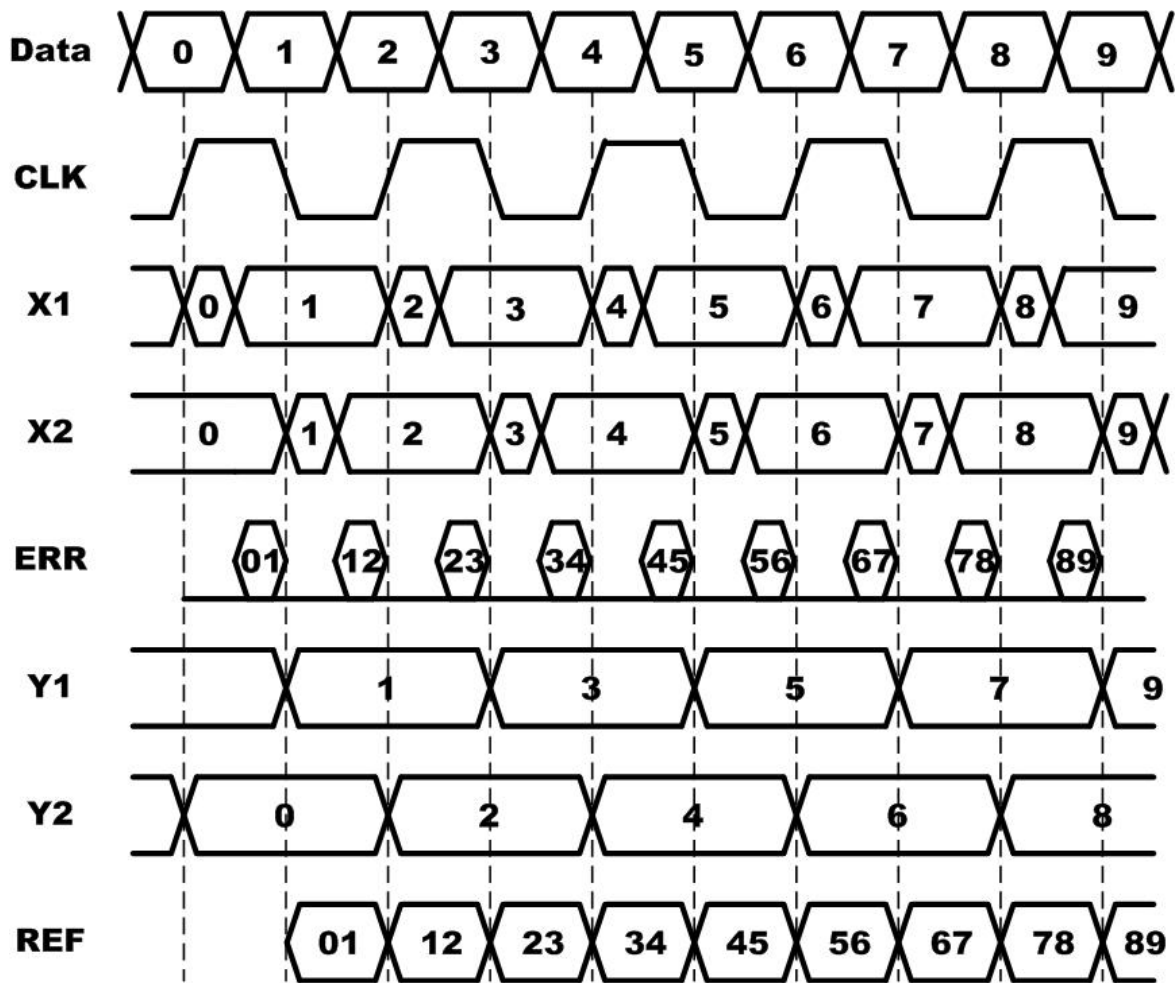 Data 0 1 2 3 4 5 6 7 8 9
CLK
X1 0 1 2 3 4 5 6 7 8 9
X2 0 1 2 3 4 5 6 7 8 9
ERR 01 12 23 34 45 56 67 78 89
Y1 1 3 5 7 9
Y2 0 2 4 6 8
REF 01 12 23 34 45 56 67 78 89